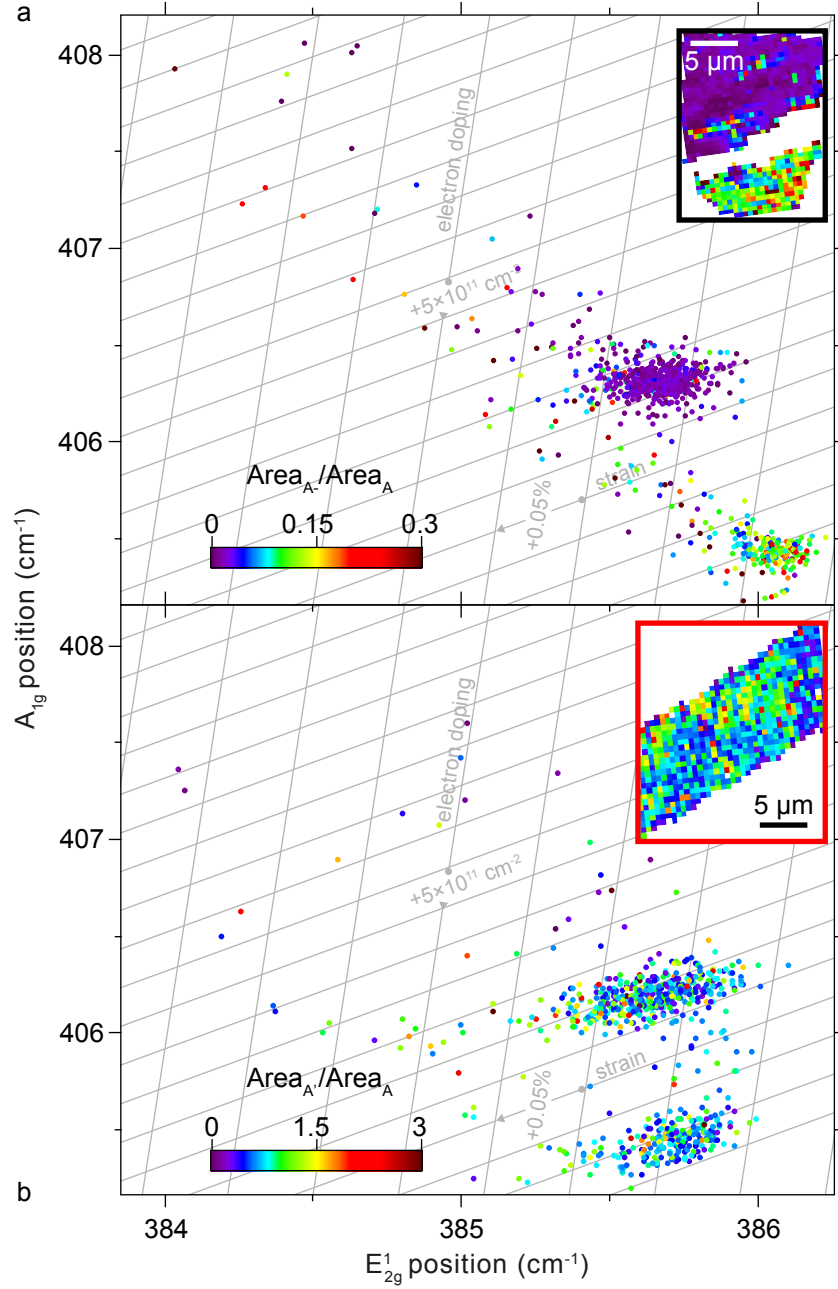 a
408
407
406
5 µm
electron doping
+5×10¹¹ cm⁻
strain
+0.05%
Area_A-/Area_A
0 0.15 0.3
A_1g position (cm⁻¹)
408
407
406
5 µm
electron doping
+5×10¹¹ cm⁻²
strain
+0.05%
Area_A'/Area_A
0 1.5 3
b
384 385 386
E¹_2g position (cm⁻¹)